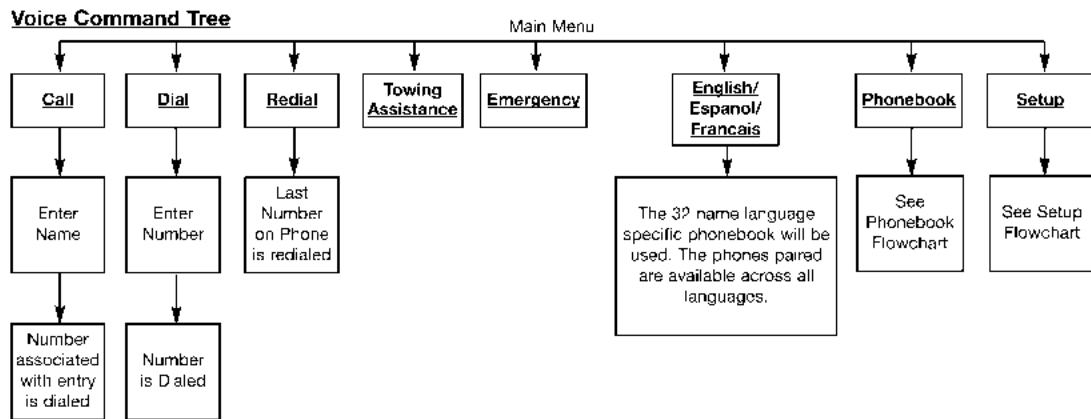 Voice Command Tree
Main Menu
Call
Dial
Redial
Towing
Assistance
Emergency
English/
Espanol/
Francais
Phonebook
Setup
Enter
Name
Enter
Number
Last
Number
on Phone
is redialed
The 32 name language
specific phonebook will be
used. The phones paired
are available across all
languages.
See
Phonebook
Flowchart
See Setup
Flowchart
Number
associated
with entry
is dialed
Number
is Dialed